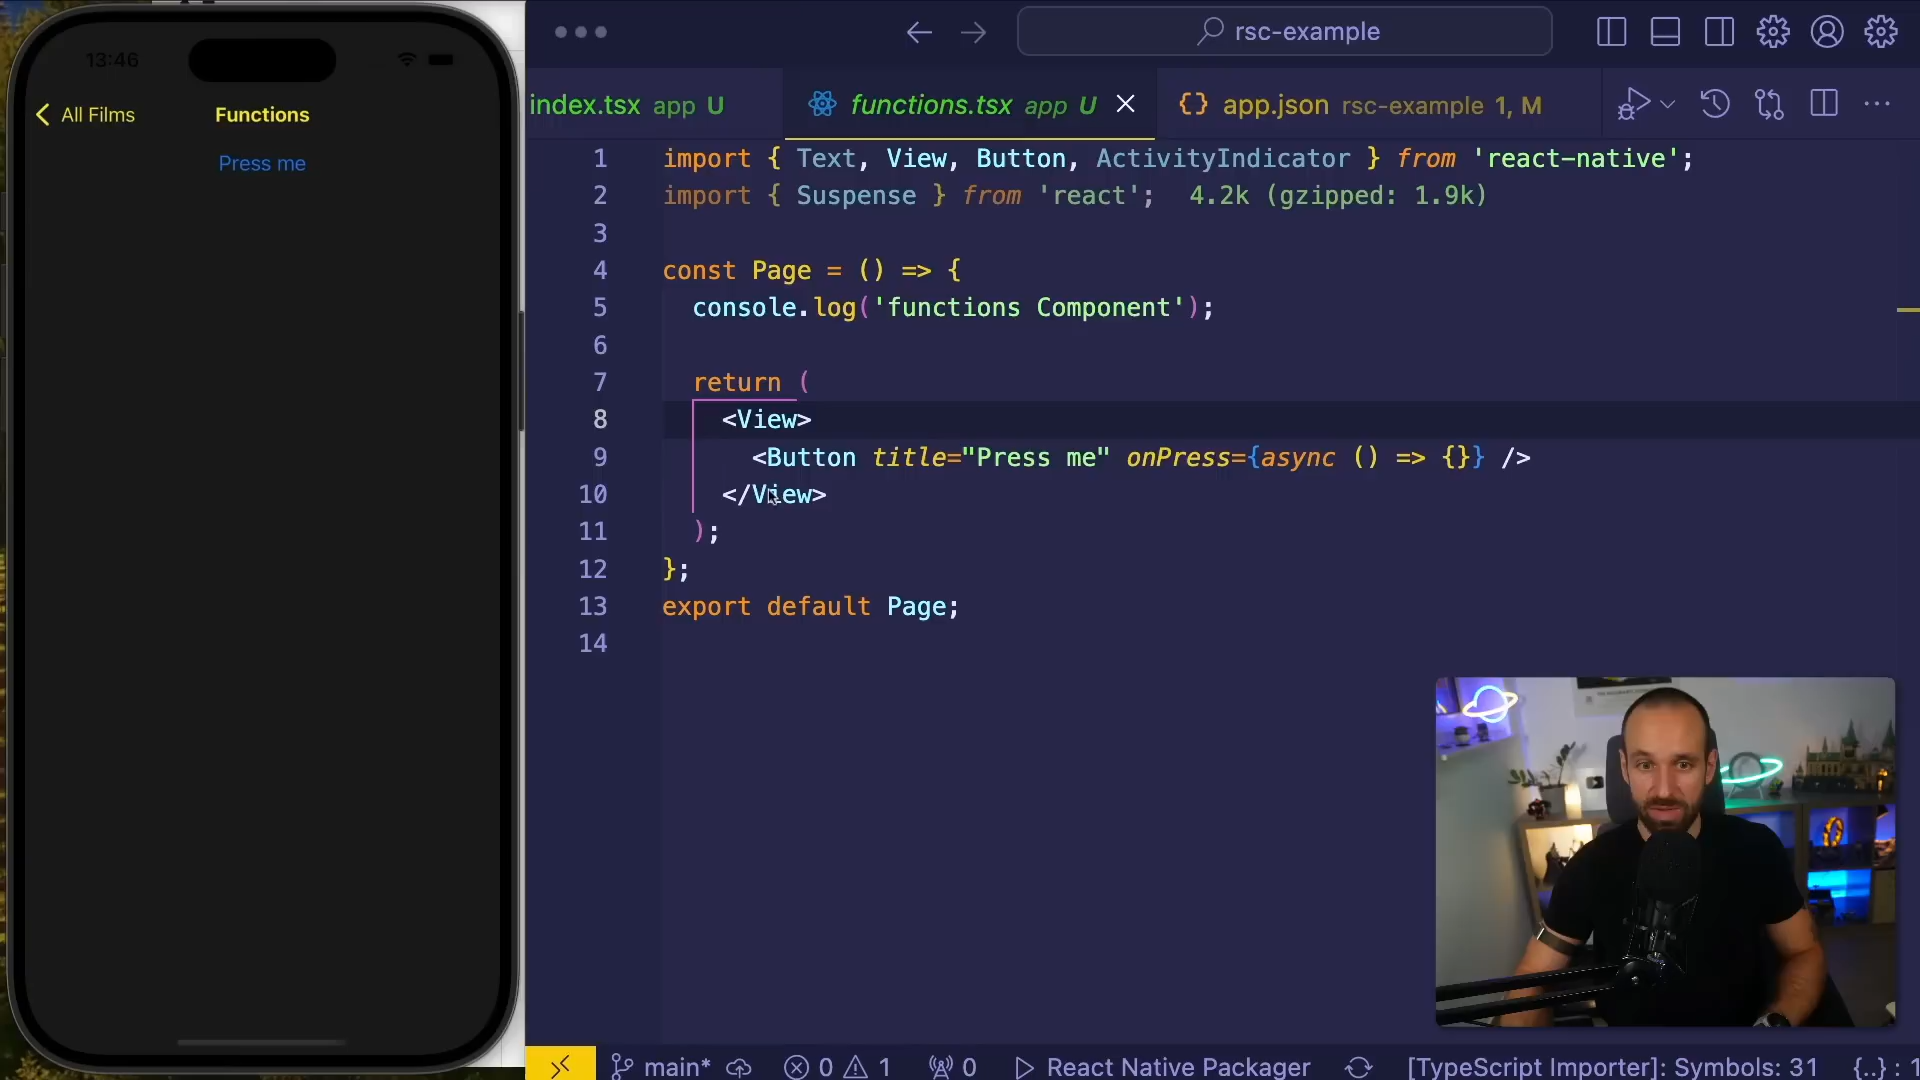 13:46
All Films
Functions
Press me
rsc-example
index.tsx app U
functions.tsx app U
app.json rsc-example 1, M
1 import { Text, View, Button, ActivityIndicator } from 'react-native';
2 import { Suspense } from 'react'; 4.2k (gzipped: 1.9k)
3
4 const Page = () => {
5 console.log('functions Component');
6
7 return (
8 <View>
9 <Button title="Press me" onPress={async () => {}} />
10 </View>
11 );
12 };
13 export default Page;
14
main* 0 1 0 React Native Packager [TypeScript Importer]: Symbols: 31 {..} : 1